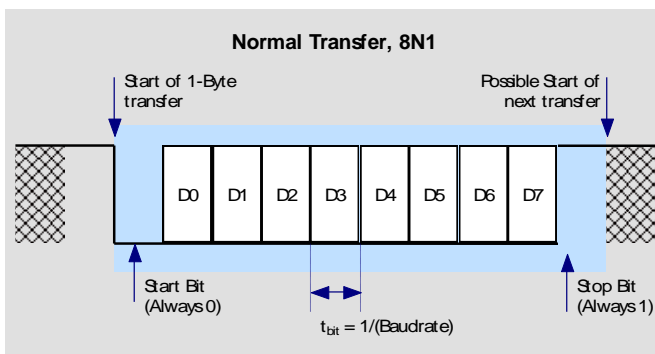 Normal Transfer, 8N1
Start of 1-Byte
transfer
Possible Start of
next transfer
D0 D1 D2 D3 D4 D5 D6 D7
Start Bit
(Always 0)
Stop Bit
(Always 1)
tbit = 1/(Baudrate)